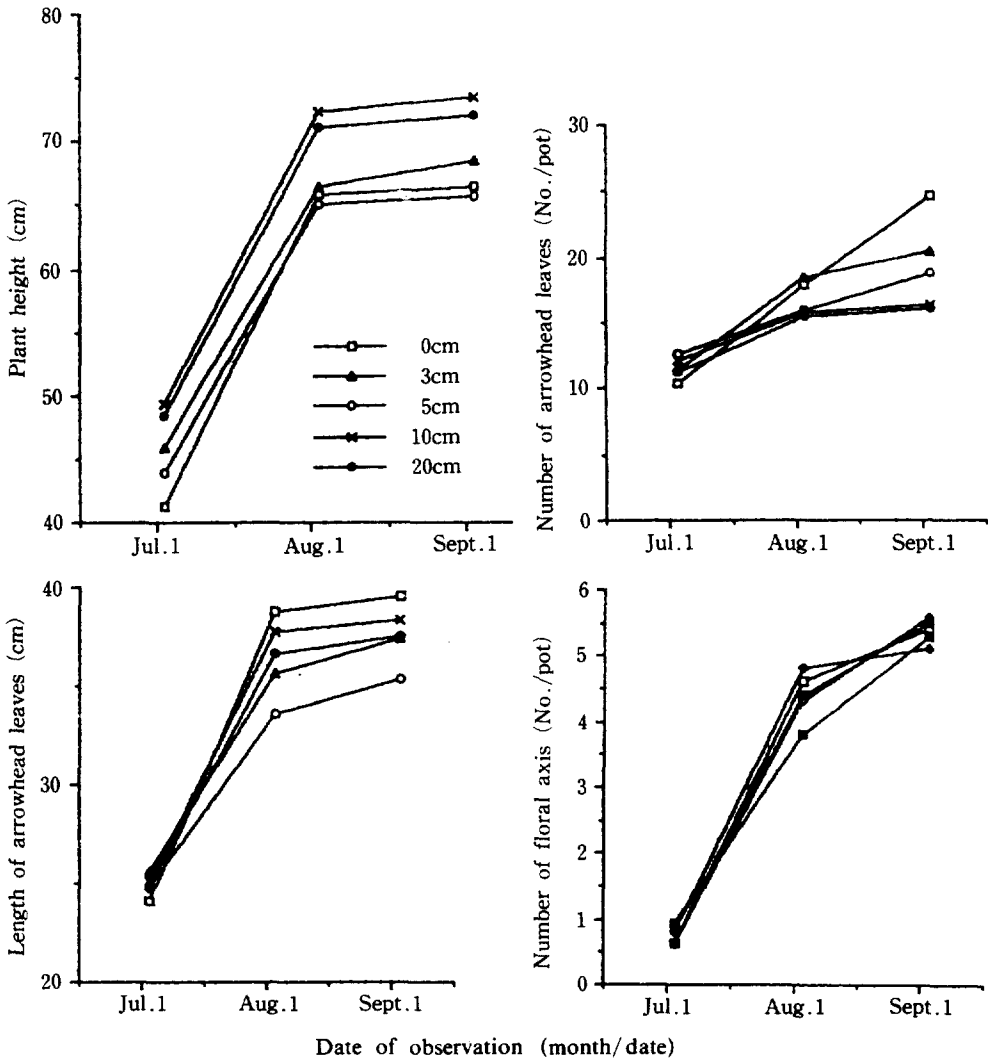 Plant height (cm)
80
70
60
50
40
0cm
3cm
5cm
10cm
20cm
Jul.1 Aug.1 Sept.1
Number of arrowhead leaves (No./pot)
30
20
10
0
Jul.1 Aug.1 Sept.1
Length of arrowhead leaves (cm)
40
30
20
Jul.1 Aug.1 Sept.1
Number of floral axis (No./pot)
6
5
4
3
2
1
0
Jul.1 Aug.1 Sept.1
Date of observation (month/date)